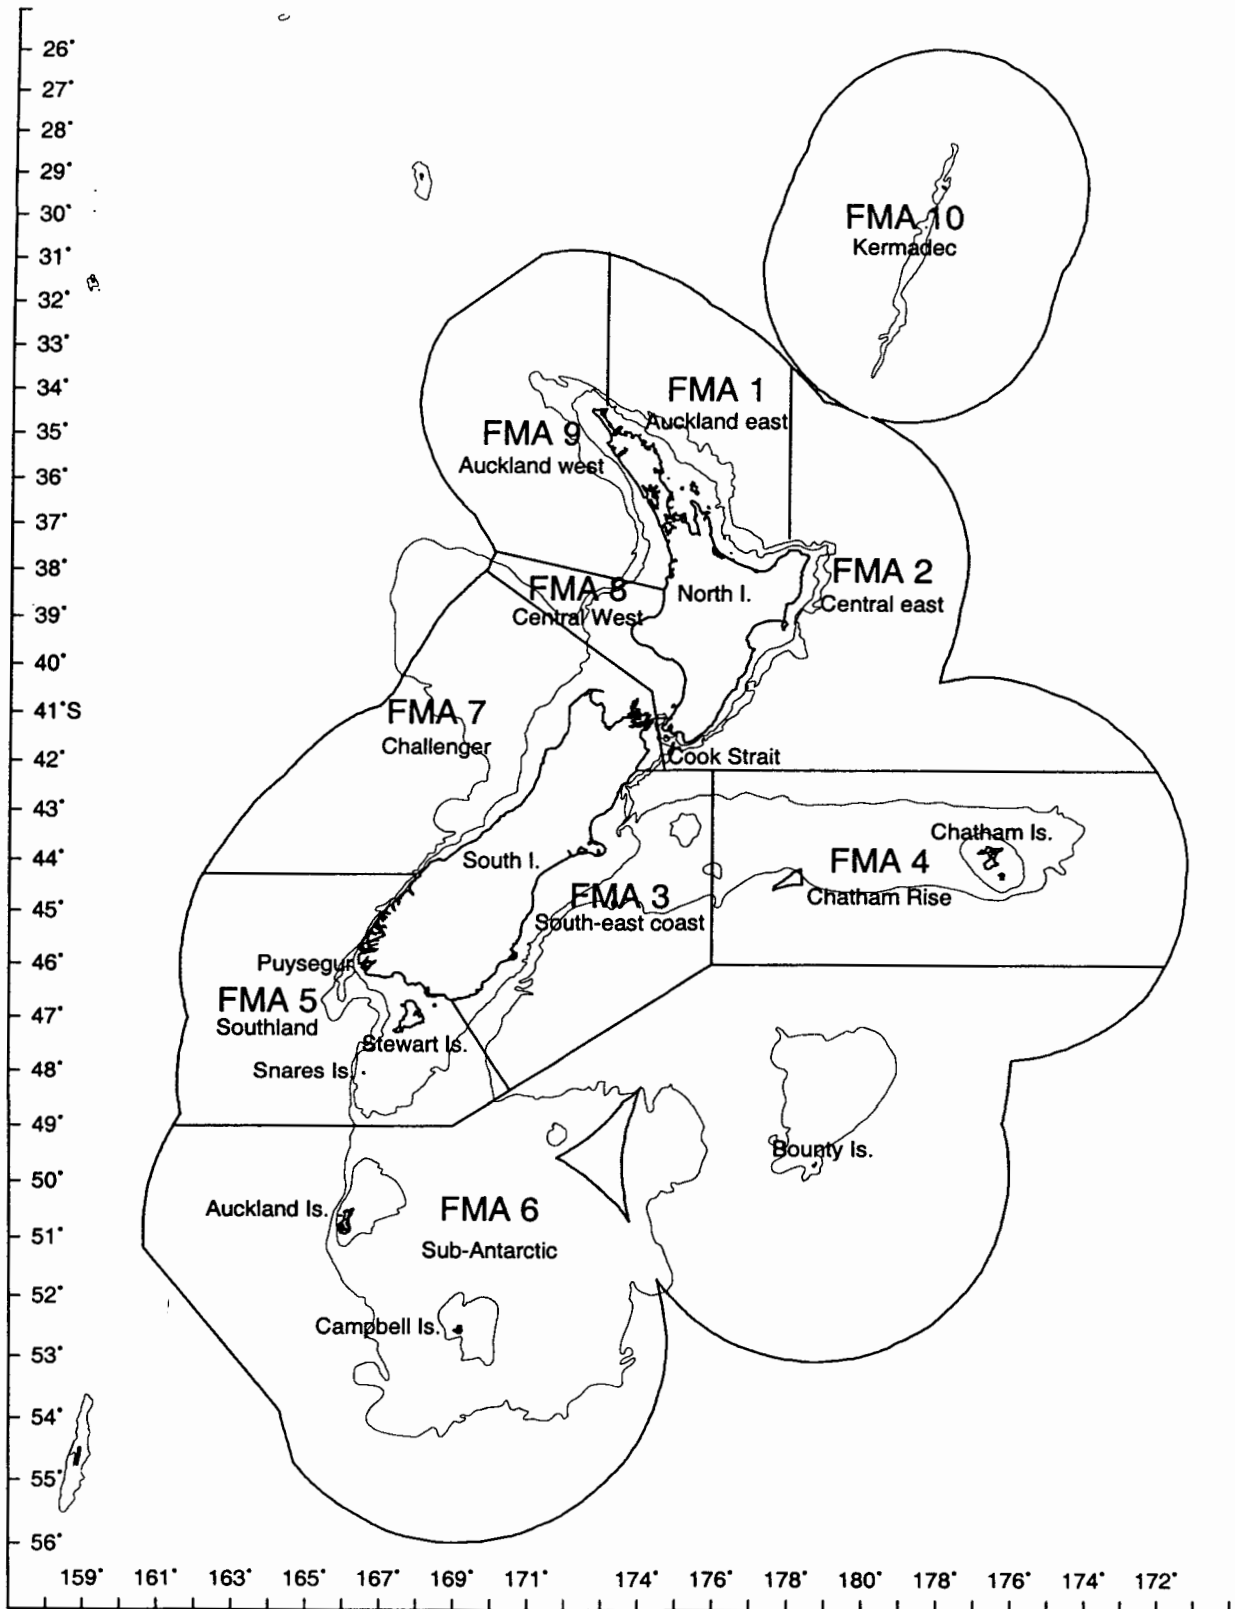 26°
27°
28°
29°
30°
31°
32°
33°
34°
35°
36°
37°
38°
39°
40°
41°S
42°
43°
44°
45°
46°
47°
48°
49°
50°
51°
52°
53°
54°
55°
56°
FMA 10
Kermadec
FMA 1
Auckland east
FMA 9
Auckland west
FMA 2
Central east
FMA 8
Central West
North I.
FMA 7
Challenger
Cook Strait
Chatham Is.
South I.
FMA 4
Chatham Rise
FMA 3
South-east coast
Puysegur
FMA 5
Southland
Stewart Is.
Snares Is.
Bounty Is.
Auckland Is.
FMA 6
Sub-Antarctic
Campbell Is.
159° 161° 163° 165° 167° 169° 171° 174° 176° 178° 180° 178° 176° 174° 172°